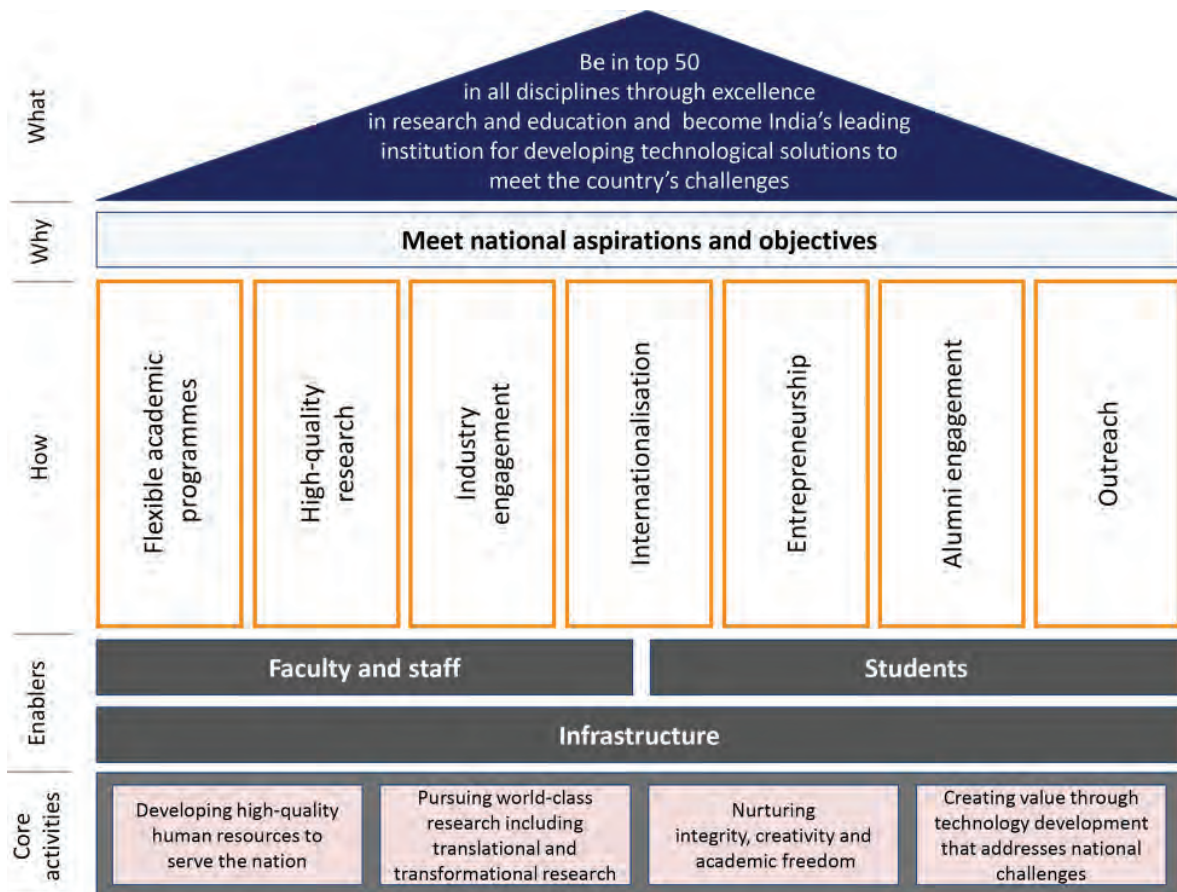 What
Be in top 50
in all disciplines through excellence
in research and education and become India's leading
institution for developing technological solutions to
meet the country's challenges
Why
Meet national aspirations and objectives
How
Flexible academic
programmes
High-quality
research
Industry
engagement
Internationalisation
Entrepreneurship
Alumni engagement
Outreach
Enablers
Faculty and staff
Students
Infrastructure
Core
activities
Developing high-quality
human resources to
serve the nation
Pursuing world-class
research including
translational and
transformational research
Nurturing
integrity, creativity and
academic freedom
Creating value through
technology development
that addresses national
challenges